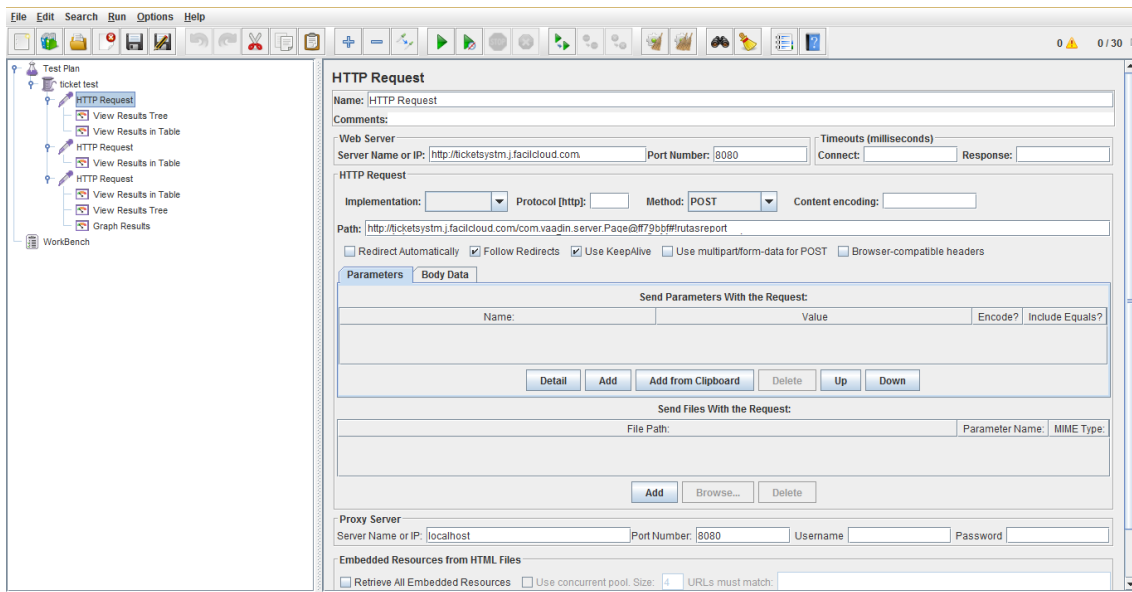 File Edit Search Run Options Help
0 0 / 30
Test Plan
ticket test
HTTP Request
View Results Tree
View Results in Table
HTTP Request
View Results in Table
HTTP Request
View Results in Table
View Results Tree
Graph Results
WorkBench
HTTP Request
Name: HTTP Request
Comments:
Web Server
Timeouts (milliseconds)
Server Name or IP: http://ticketsystm.j.facilcloud.com Port Number: 8080 Connect: Response:
HTTP Request
Implementation: Protocol [http]: Method: POST Content encoding:
Path: http://ticketsystm.j.facilcloud.com/com.vaadin.server.Page@ff79bbf#!rutasreport
Redirect Automatically Follow Redirects Use KeepAlive Use multipart/form-data for POST Browser-compatible headers
Parameters Body Data
Send Parameters With the Request:
Name: Value Encode? Include Equals?
Detail Add Add from Clipboard Delete Up Down
Send Files With the Request:
File Path: Parameter Name: MIME Type:
Add Browse... Delete
Proxy Server
Server Name or IP: localhost Port Number: 8080 Username Password
Embedded Resources from HTML Files
Retrieve All Embedded Resources Use concurrent pool. Size: 4 URLs must match: